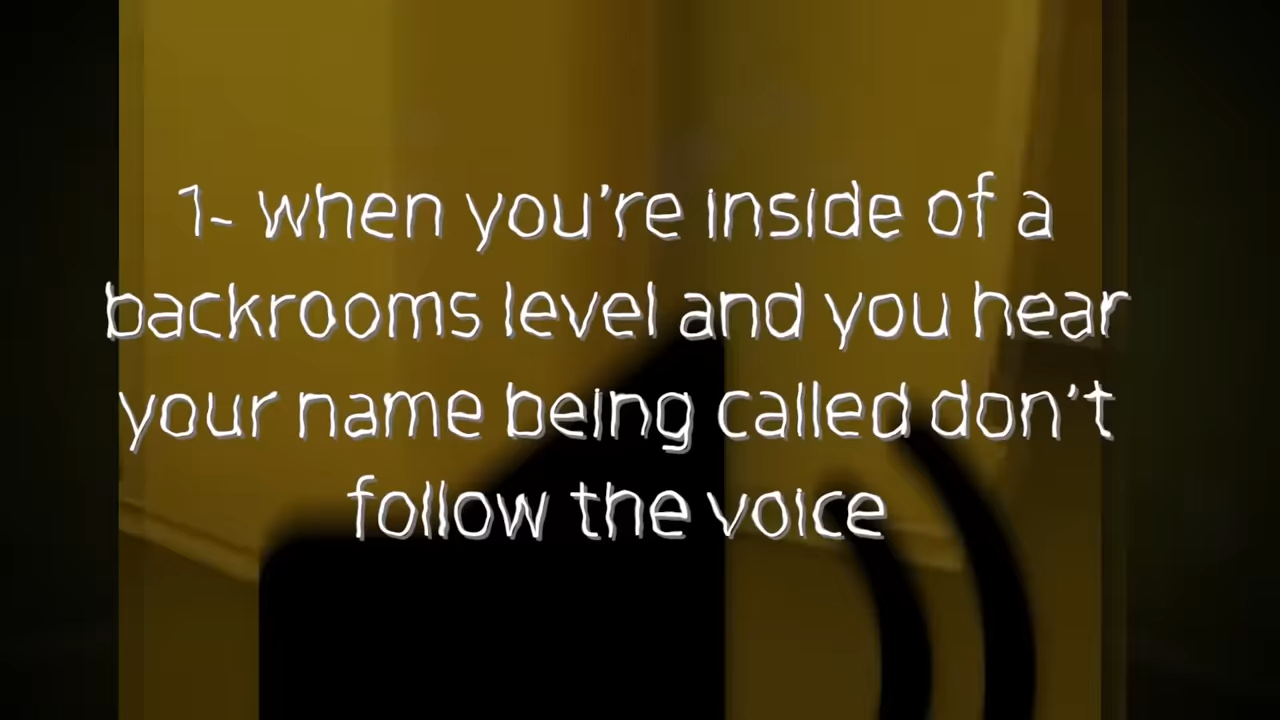 1- when you're inside of a
backrooms level and you hear
your name being called don't
follow the voice